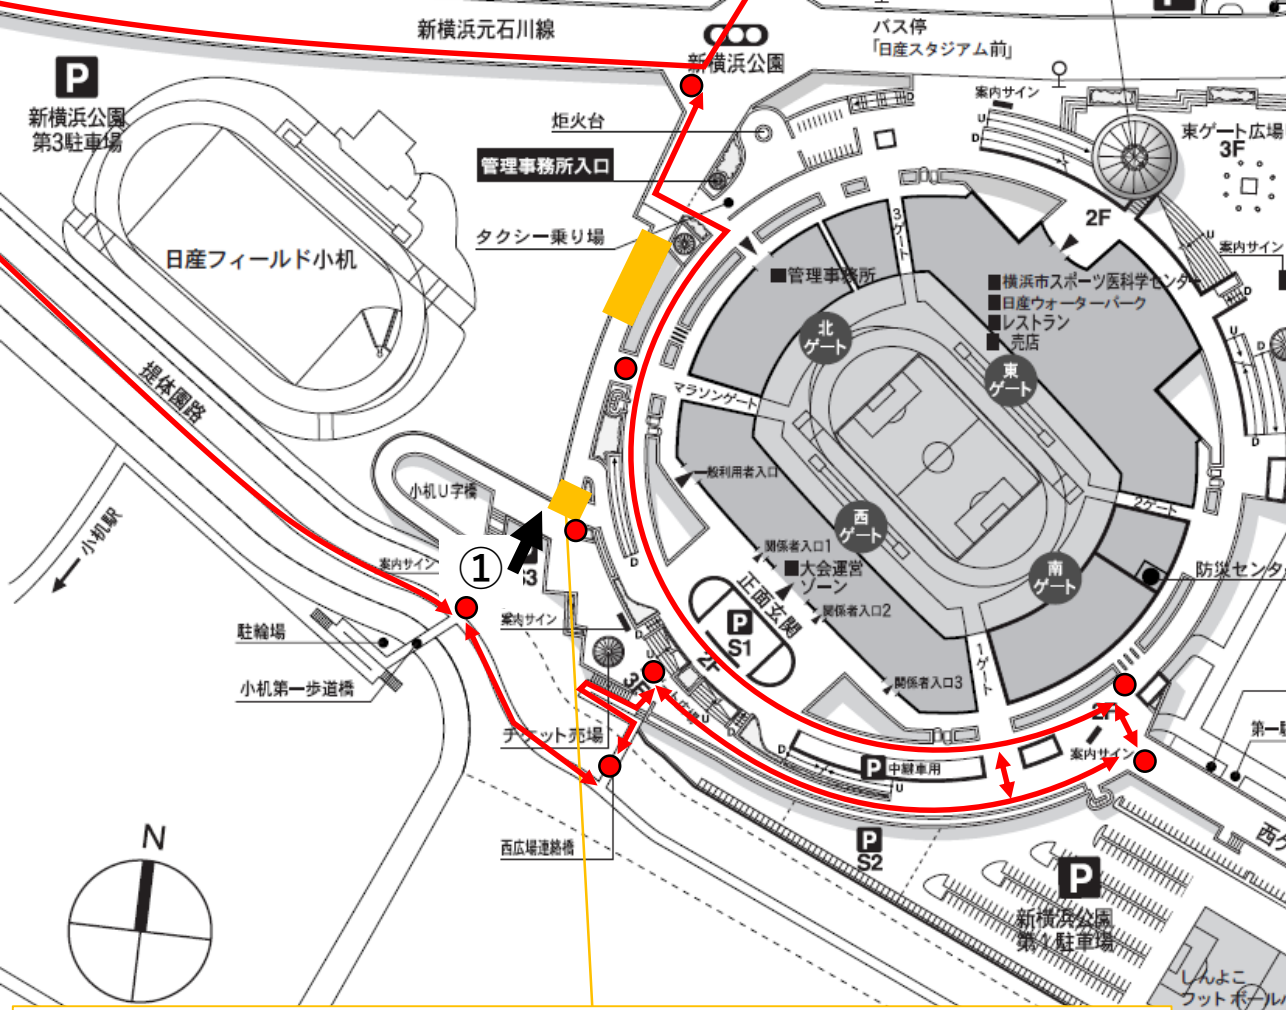 新横浜元石川線
バス停
「日産スタジアム前」
新横浜公園
P
新横浜公園
第3駐車場
案内サイン
炬火台
管理事務所入口
東ゲート広場
3F
U
D
D
タクシー乗り場
2F
3ゲート
案内サイン
日産フィールド小机
■管理事務所
■横浜市スポーツ医科学センター
■日産ウォーターパーク
■レストラン
■売店
北
ゲート
東
ゲート
U
D
U
D
D
マラソンゲート
堤体園路
小机U字橋
一般利用者入口
西
ゲート
2ゲート
小机駅
案内サイン
①
3
D
関係者入口1
■大会運営
ゾーン
関係者入口2
正面玄関
南
ゲート
防災センタ
駐輪場
案内サイン
P
S1
D
U
2F
3F
小机第一歩道橋
関係者入口3
1ゲート
チケット売場
U
D
2F
案内サイン
第一駐
D
P 中継車用
U
西広場連絡橋
P
S2
西ゲ
N
P
新横浜公園
第1駐車場
しんよこ
フットボールパ